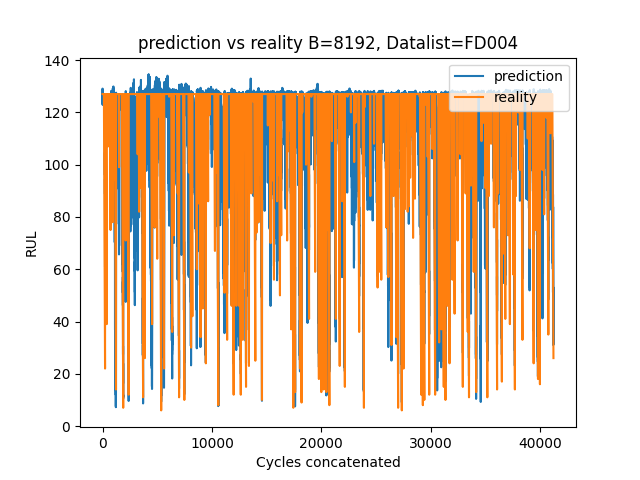 prediction vs reality B=8192, Datalist=FD004
prediction
reality
RUL
140
120
100
80
60
40
20
0
0 10000 20000 30000 40000
Cycles concatenated